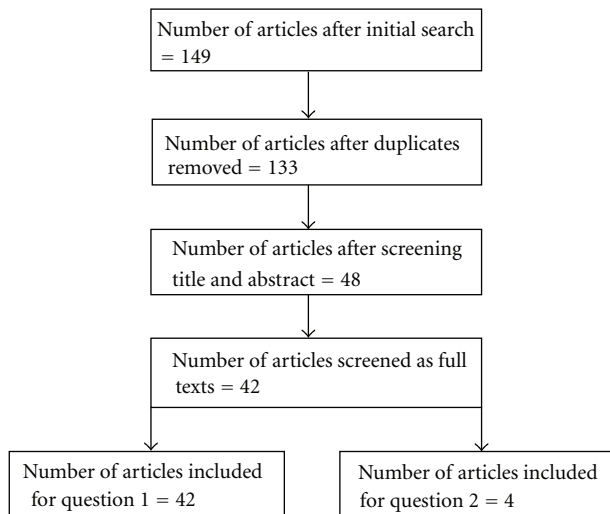 Number of articles after initial search
= 149
Number of articles after duplicates
removed = 133
Number of articles after screening
title and abstract = 48
Number of articles screened as full
texts = 42
Number of articles included
for question 1 = 42
Number of articles included
for question 2 = 4